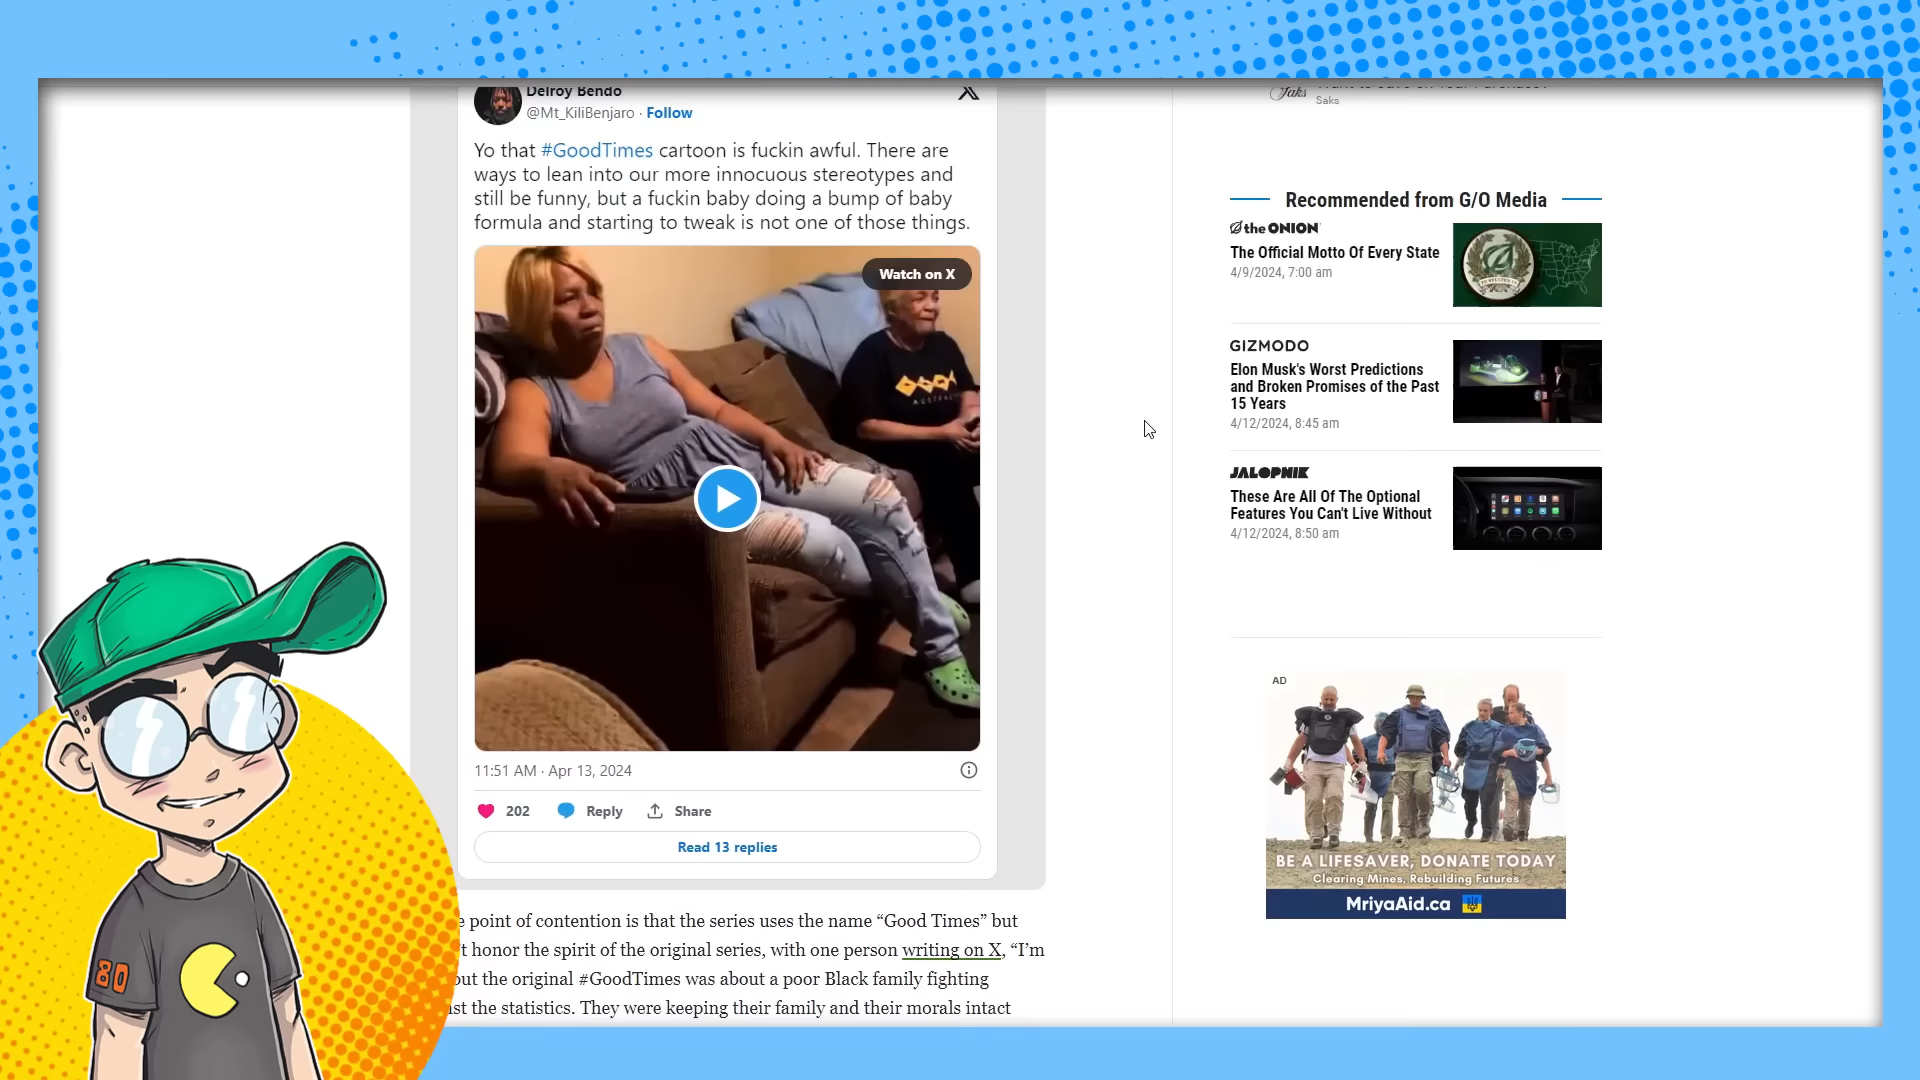 Delroy Bendo
@Mt_KiliBenjaro · Follow
Yo that #GoodTimes cartoon is fuckin awful. There are
ways to lean into our more innocuous stereotypes and
still be funny, but a fuckin baby doing a bump of baby
formula and starting to tweak is not one of those things.
Watch on X
GOOD
AUSTRALIA
11:51 AM · Apr 13, 2024
202
Reply
Share
Read 13 replies
point of contention is that the series uses the name “Good Times” but
honor the spirit of the original series, with one person writing on X, “I’m
the original #GoodTimes was about a poor Black family fighting
the statistics. They were keeping their family and their morals intact
Saks
Saks
Recommended from G/O Media
the ONION
The Official Motto Of Every State
4/9/2024, 7:00 am
GIZMODO
Elon Musk's Worst Predictions
and Broken Promises of the Past
15 Years
4/12/2024, 8:45 am
JALOPNIK
These Are All Of The Optional
Features You Can't Live Without
4/12/2024, 8:50 am
AD
BE A LIFESAVER, DONATE TODAY
Clearing Mines, Rebuilding Futures
MriyaAid.ca
80